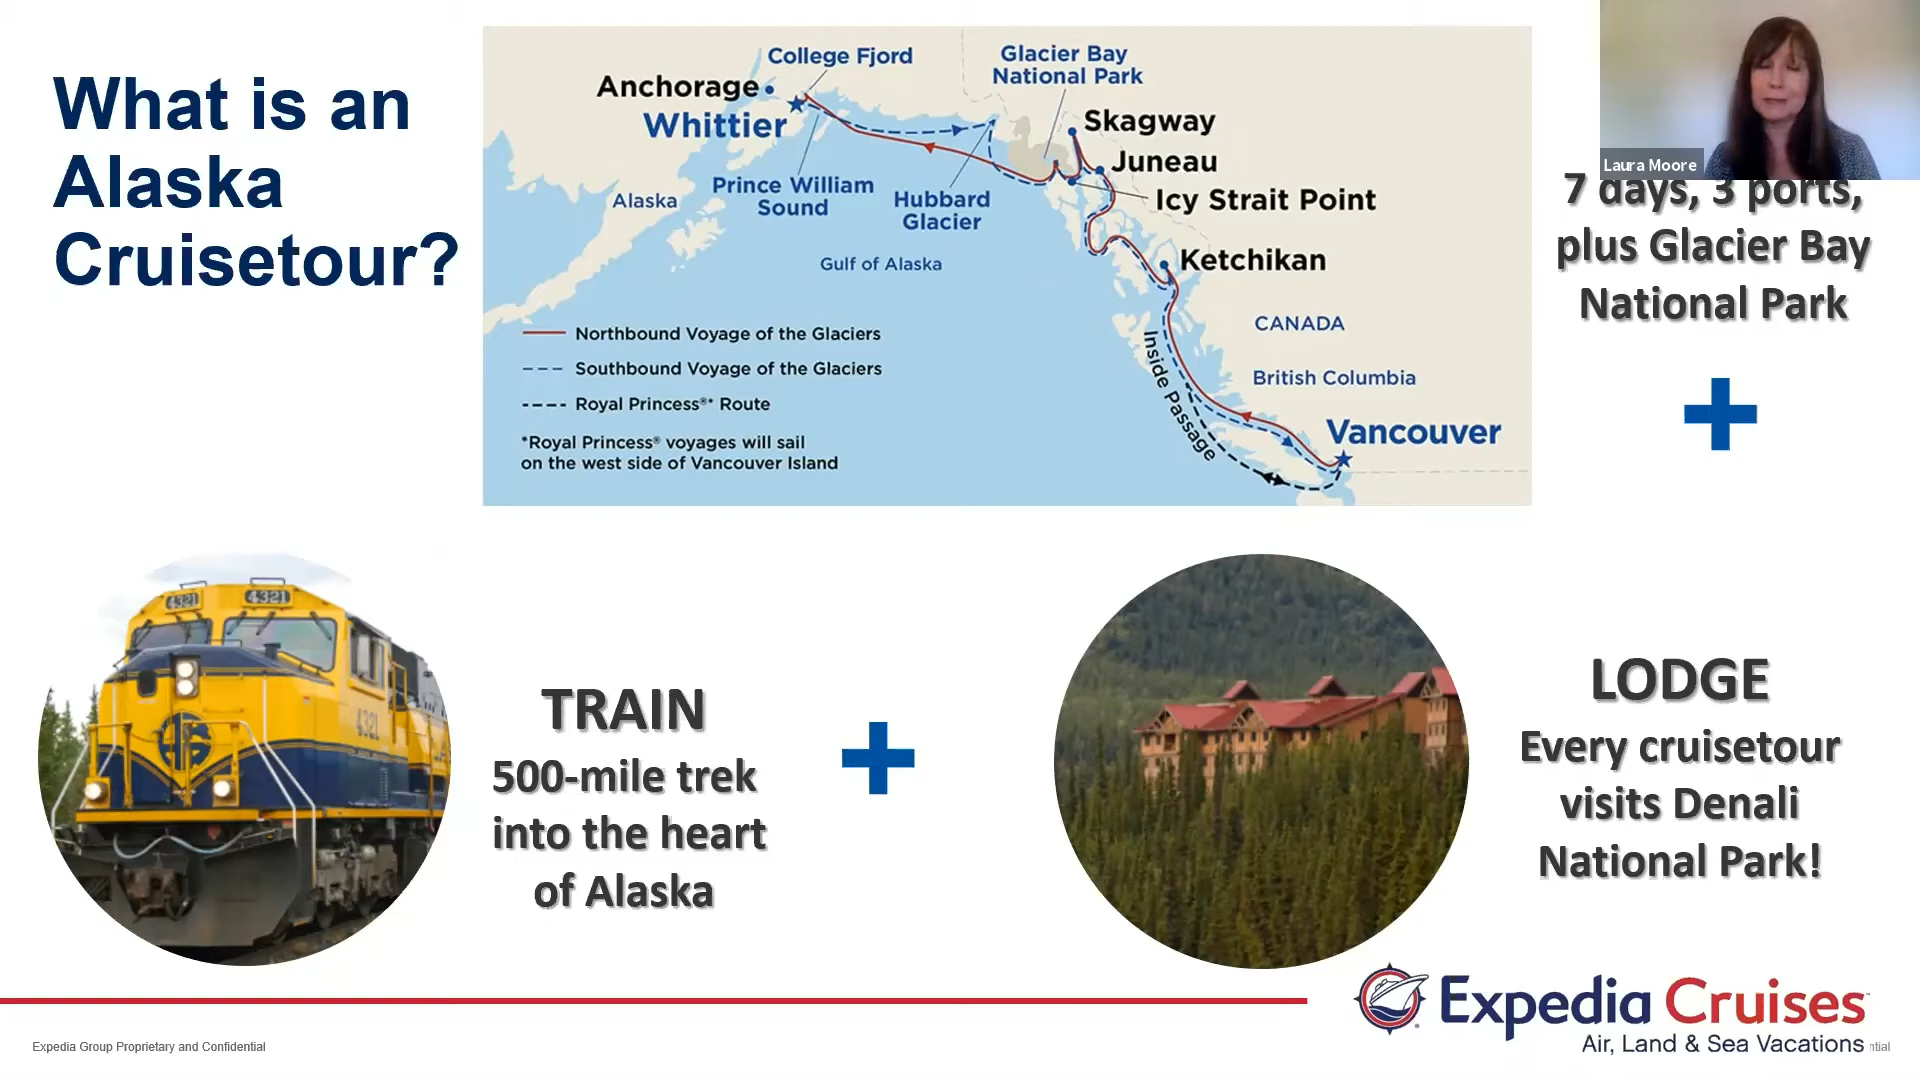 What is an
Alaska
Cruisetour?
College Fjord
Glacier Bay
National Park
Anchorage
Whittier
Skagway
Juneau
Icy Strait Point
Prince William
Sound
Hubbard
Glacier
Alaska
Gulf of Alaska
Ketchikan
CANADA
British Columbia
Inside Passage
Vancouver
Northbound Voyage of the Glaciers
Southbound Voyage of the Glaciers
Royal Princess®* Route
*Royal Princess® voyages will sail
on the west side of Vancouver Island
Laura Moore
7 days, 3 ports,
plus Glacier Bay
National Park
4321
4321
4321
TRAIN
500-mile trek
into the heart
of Alaska
LODGE
Every cruisetour
visits Denali
National Park!
Expedia Cruises
Air, Land & Sea Vacations
Expedia Group Proprietary and Confidential